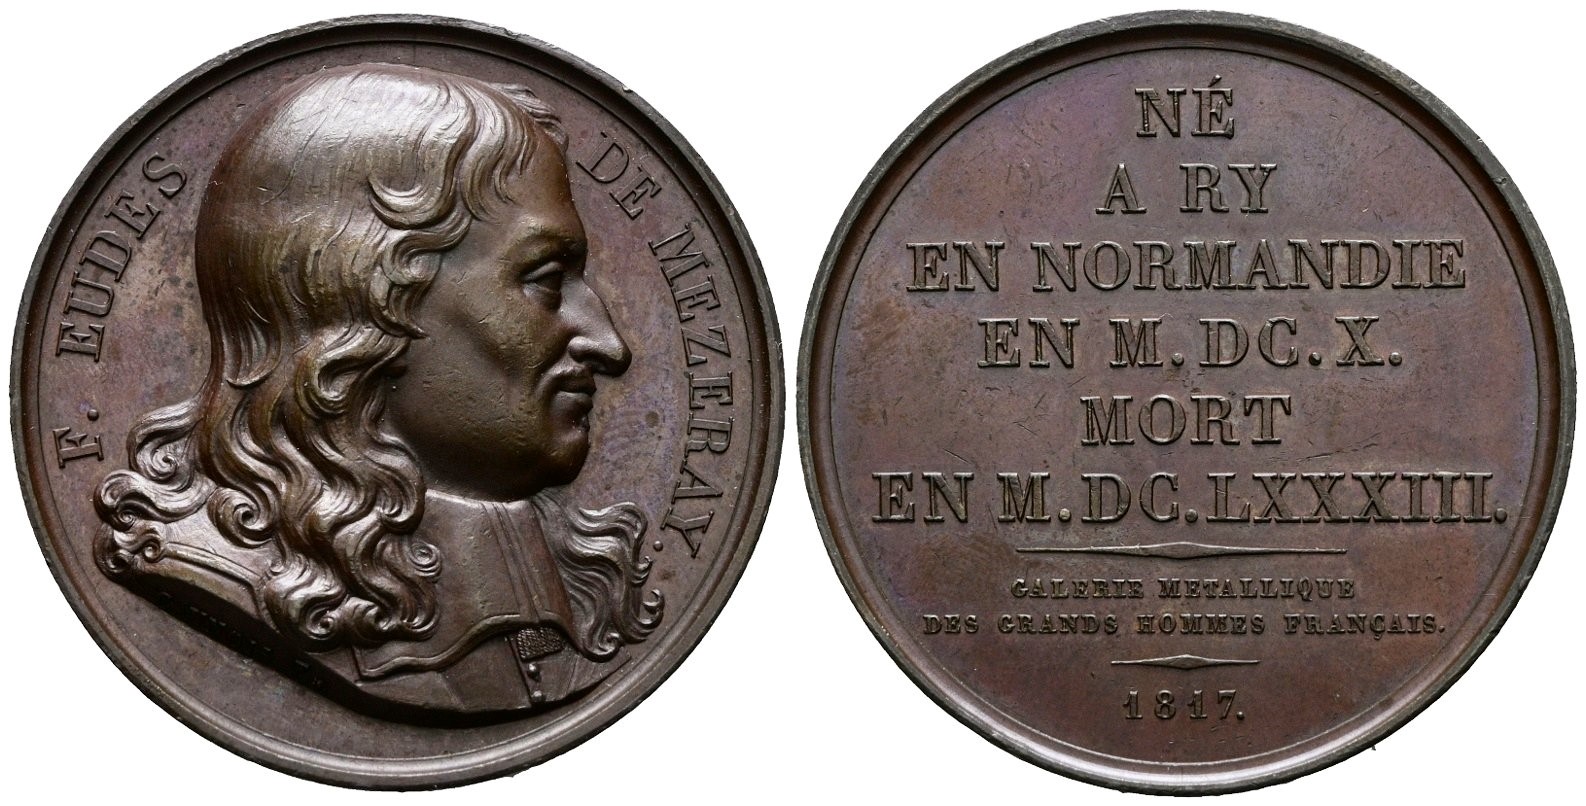 F. EUDES DE MEZERAY.
NÉ
A RY
EN NORMANDIE
EN M.DC.X.
MORT
EN M.DC.LXXXIII.
GALERIE METALLIQUE
DES GRANDS HOMMES FRANÇAIS.
1817.